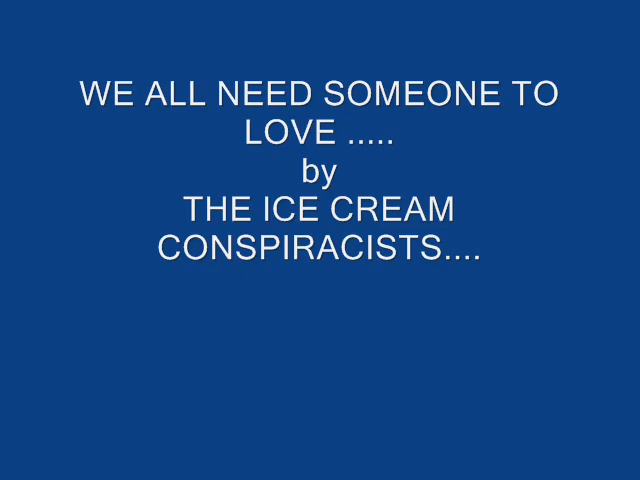 WE ALL NEED SOMEONE TO
LOVE .....
by
THE ICE CREAM
CONSPIRACISTS....